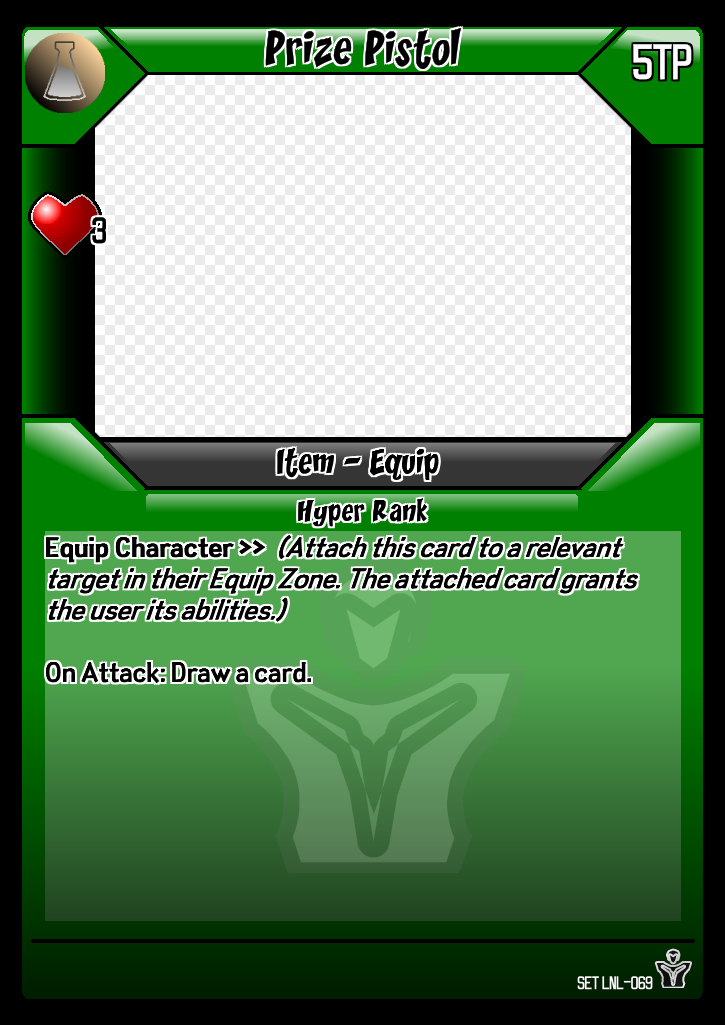 Prize Pistol
5TP
3
Item - Equip
Hyper Rank
Equip Character >> (Attach this card to a relevant
target in their Equip Zone. The attached card grants
the user its abilities.)
On Attack: Draw a card.
SET LNL-069